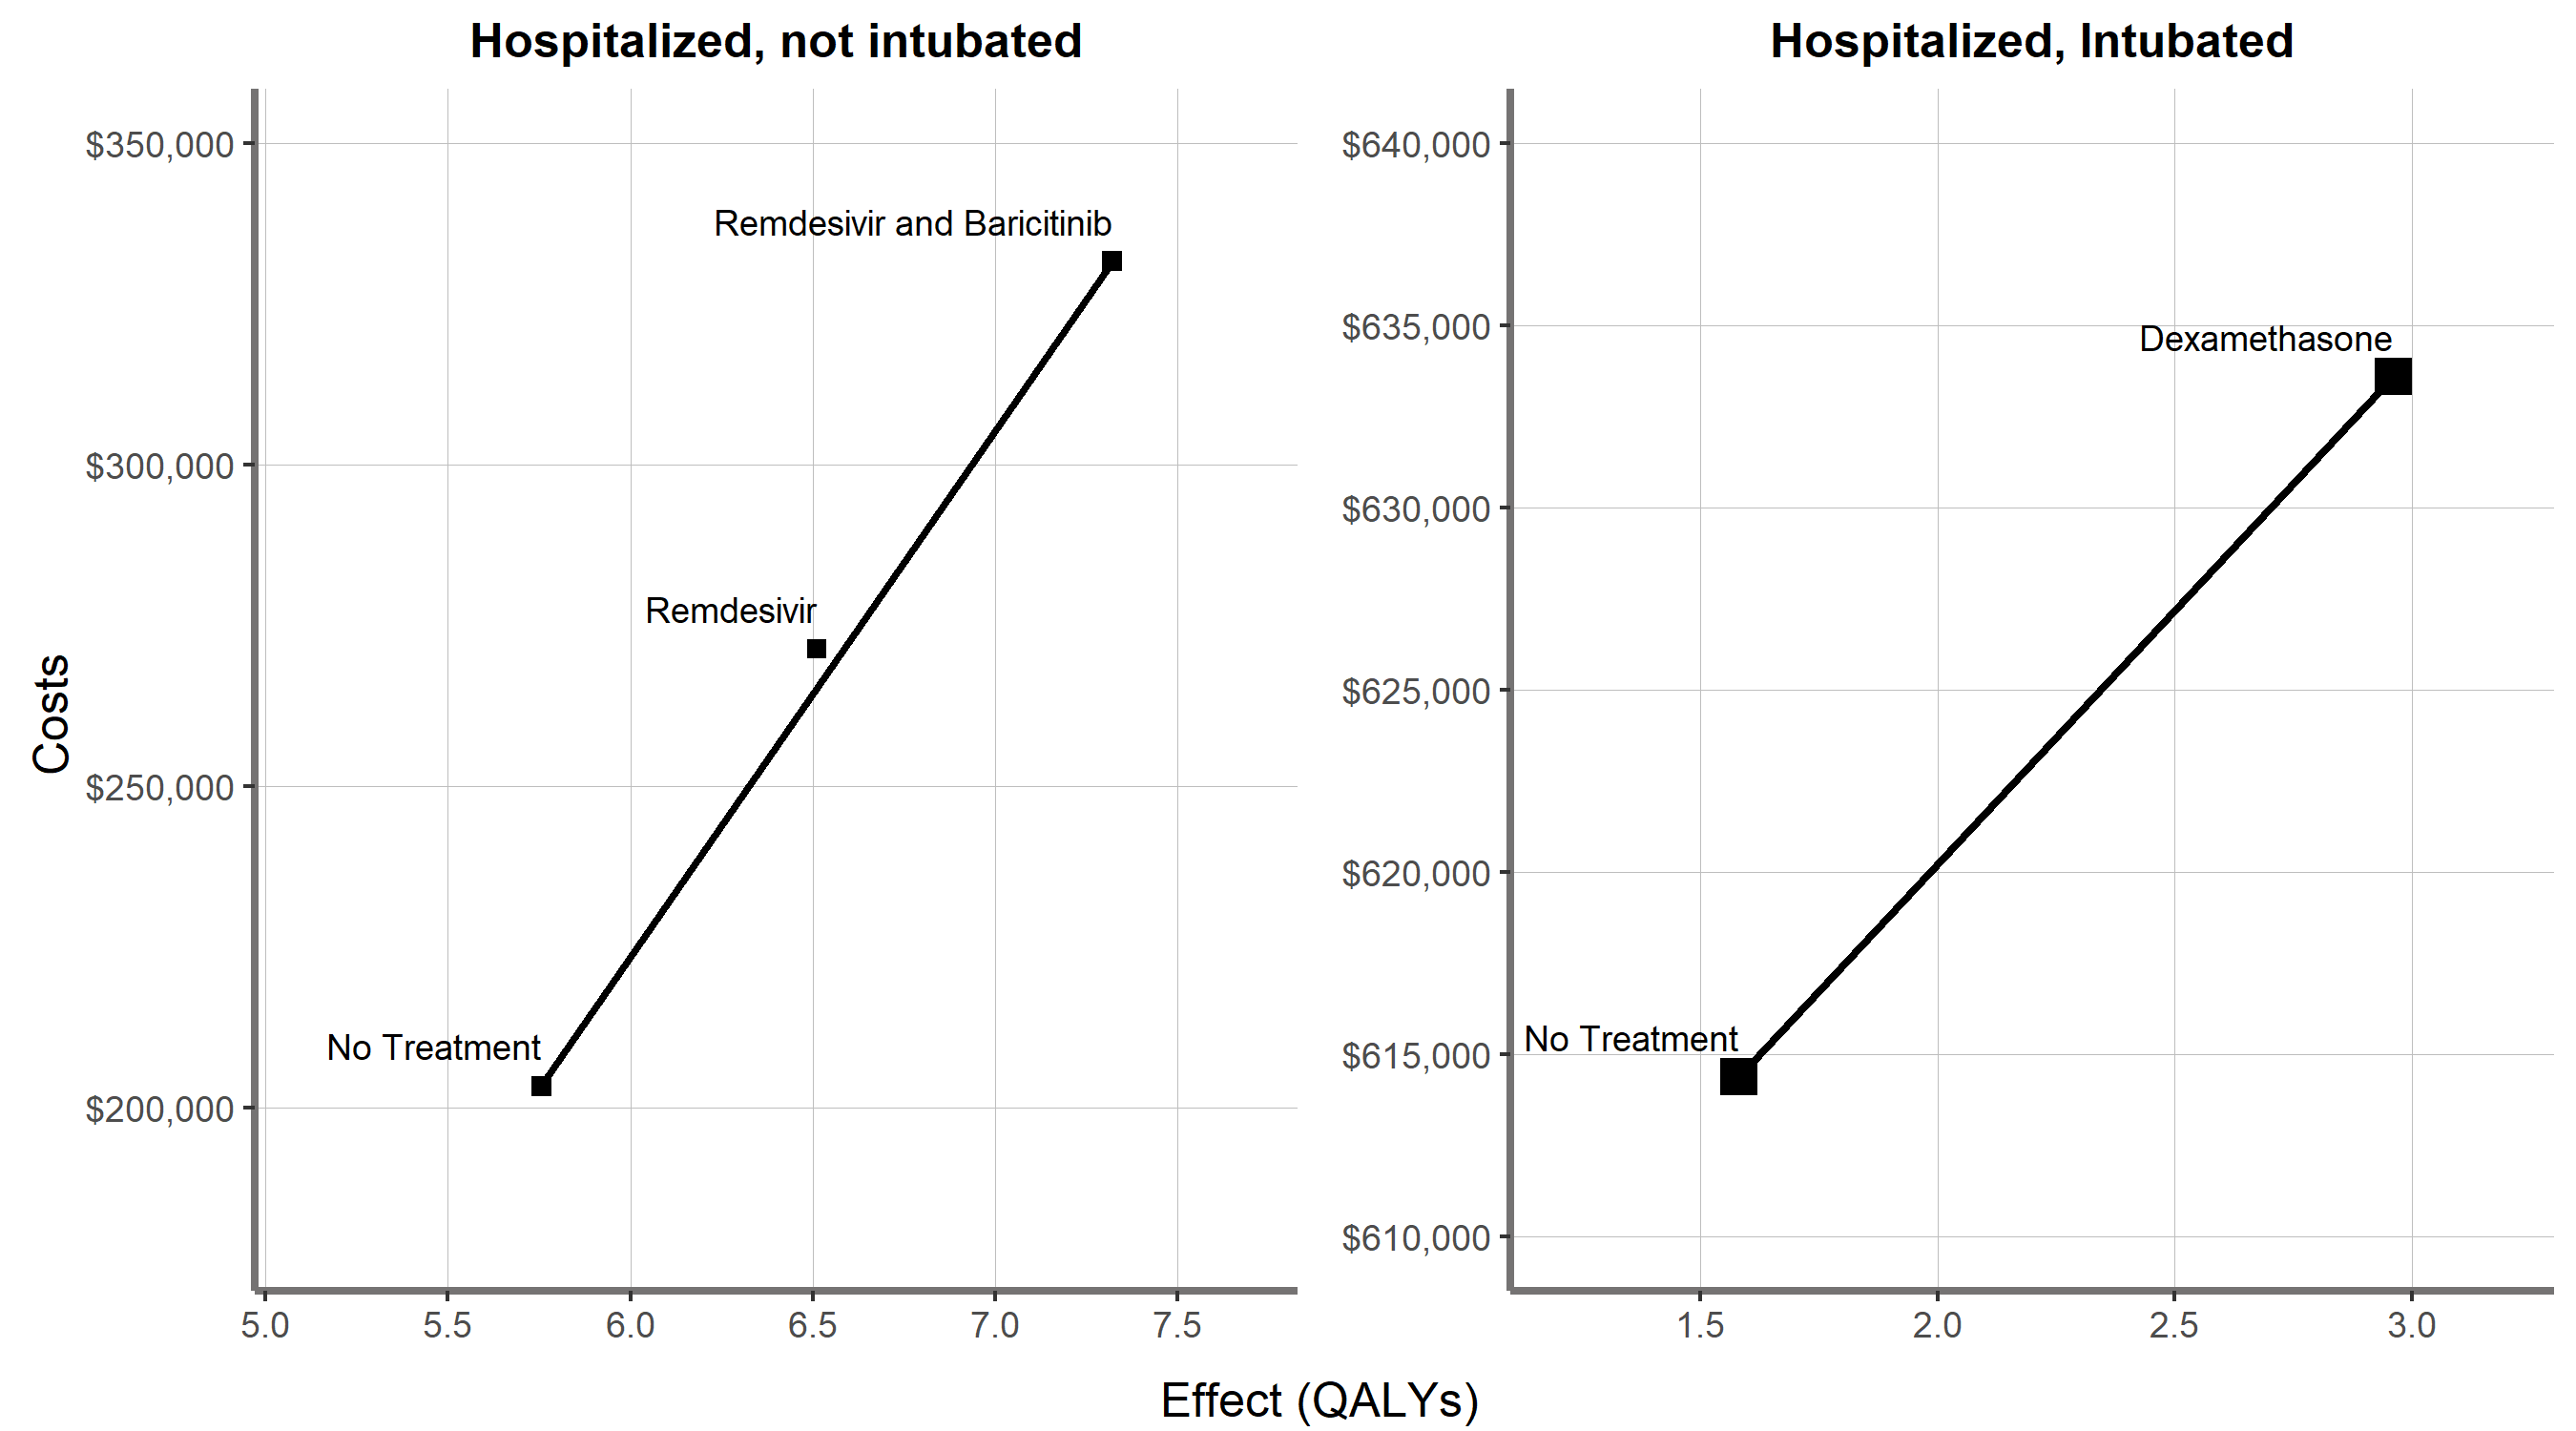 Hospitalized, not intubated
Hospitalized, Intubated
Costs
$350,000
$300,000
$250,000
$200,000
Remdesivir and Baricitinib
Remdesivir
No Treatment
5.0 5.5 6.0 6.5 7.0 7.5
$640,000
$635,000
$630,000
$625,000
$620,000
$615,000
$610,000
Dexamethasone
No Treatment
1.5 2.0 2.5 3.0
Effect (QALYs)